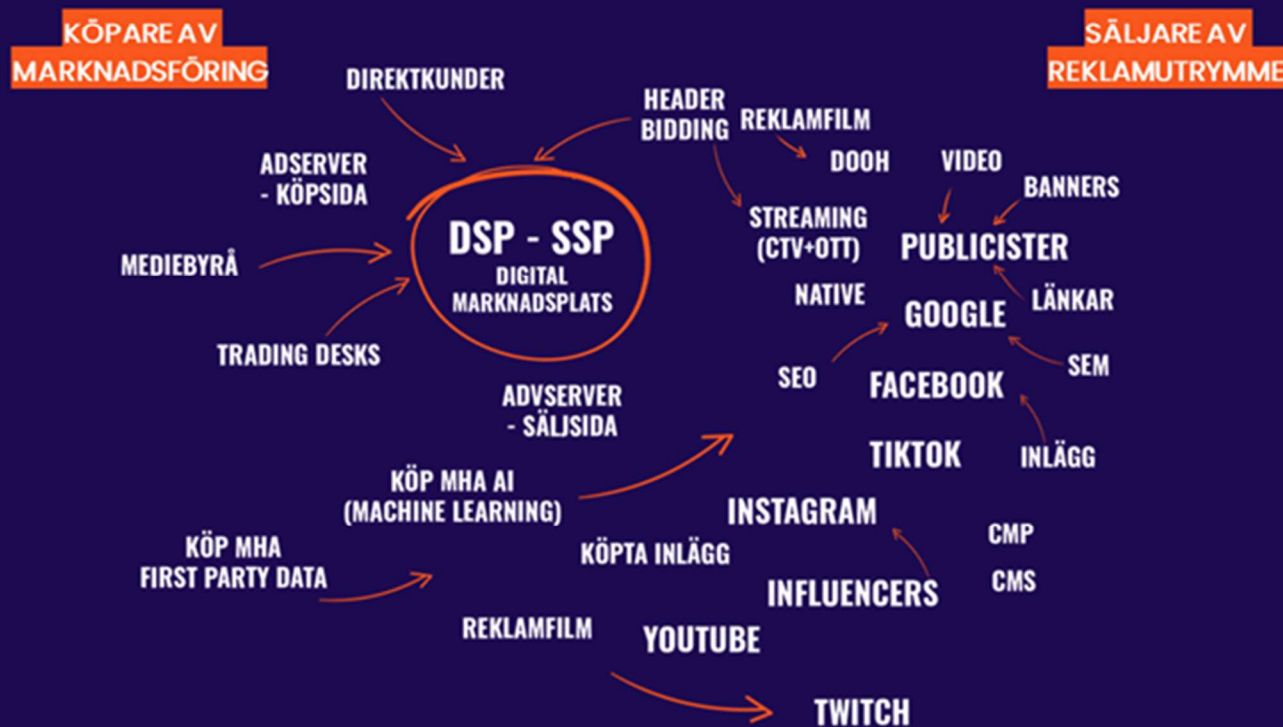 KÖPARE AV
MARKNADSFÖRING
SÄLJARE AV
REKLAMUTRYMME
DIREKTKUNDER
HEADER
BIDDING
REKLAMFILM
ADSERVER
- KÖPSIDA
DOOH
VIDEO
BANNERS
DSP - SSP
DIGITAL
MARKNADSPLATS
STREAMING
(CTV+OTT)
PUBLICISTER
MEDIEBYRÅ
NATIVE
LÄNKAR
GOOGLE
TRADING DESKS
SEO
SEM
FACEBOOK
ADVSERVER
- SÄLJSIDA
TIKTOK
INLÄGG
KÖP MHA AI
(MACHINE LEARNING)
INSTAGRAM
CMP
KÖP MHA
FIRST PARTY DATA
KÖPTA INLÄGG
CMS
INFLUENCERS
REKLAMFILM
YOUTUBE
TWITCH